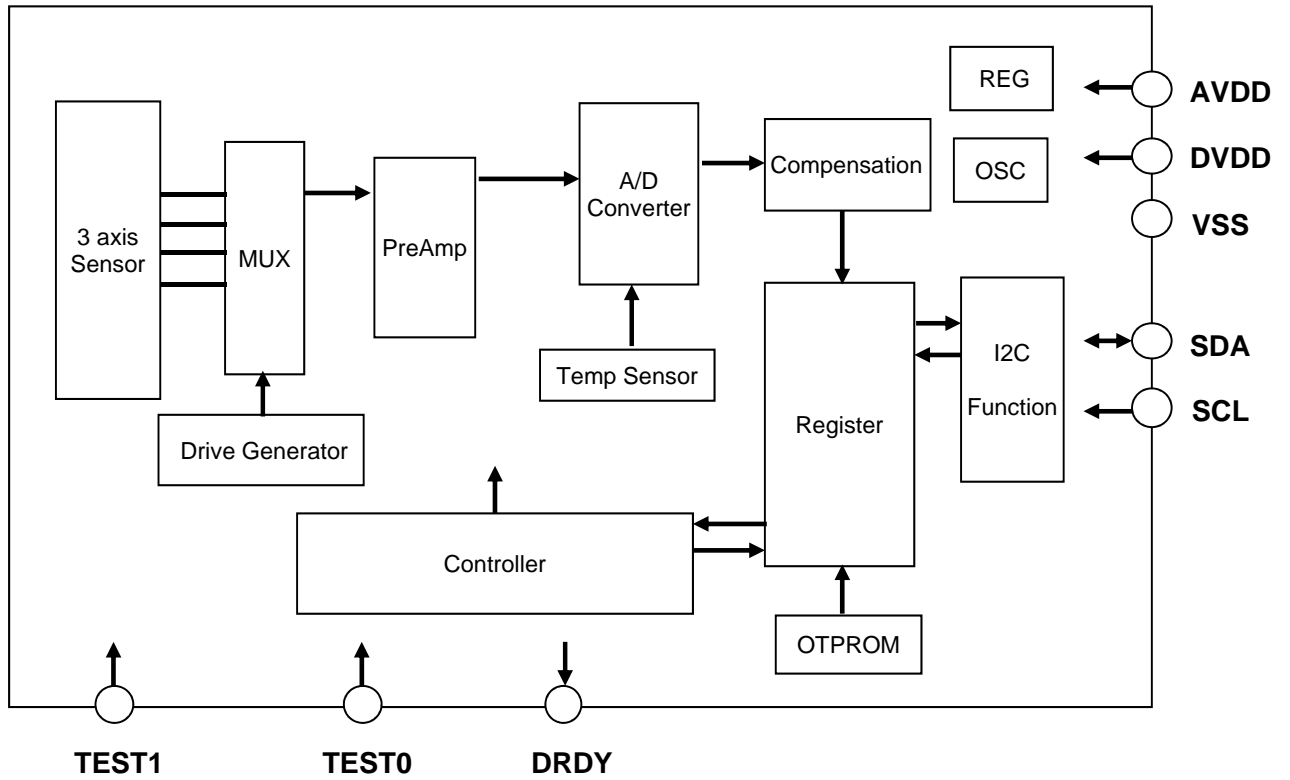 REG
AVDD
A/D
Converter
Compensation
OSC
DVDD
3 axis
Sensor
MUX
PreAmp
VSS
Temp Sensor
I2C
Function
SDA
SCL
Drive Generator
Register
Controller
OTPROM
TEST1
TEST0
DRDY